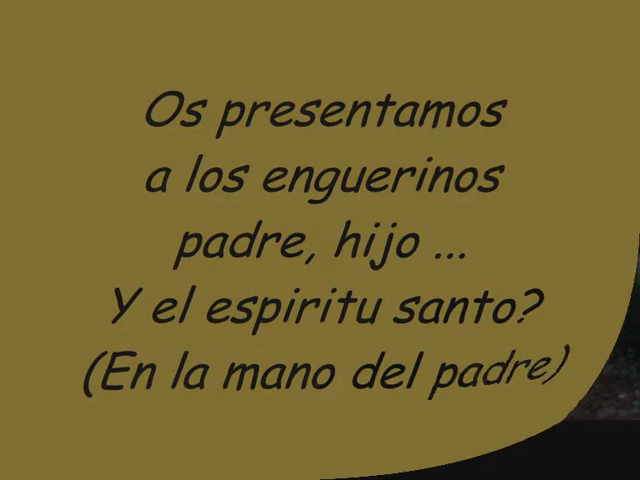 Os presentamos
a los enguerinos
padre, hijo ...
Y el espiritu santo?
(En la mano del padre)